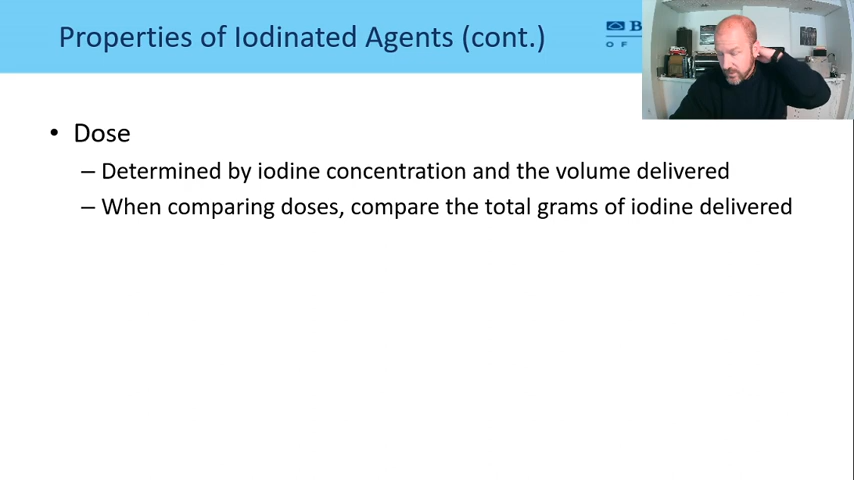 Properties of Iodinated Agents (cont.)
B
O F
• Dose
– Determined by iodine concentration and the volume delivered
– When comparing doses, compare the total grams of iodine delivered